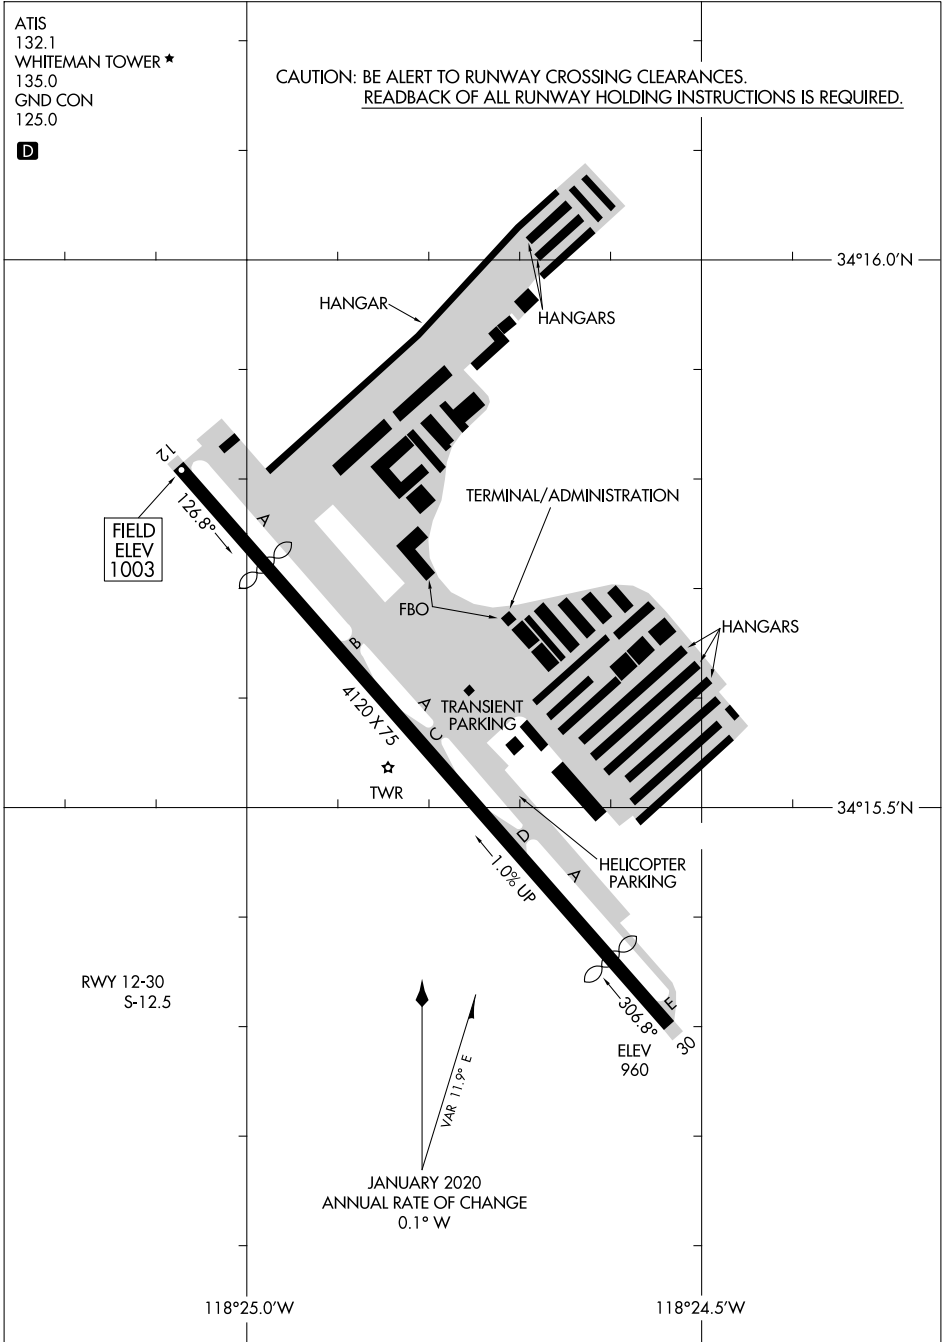 ATIS
132.1
WHITEMAN TOWER ★
135.0
GND CON
125.0
D
CAUTION: BE ALERT TO RUNWAY CROSSING CLEARANCES.
READBACK OF ALL RUNWAY HOLDING INSTRUCTIONS IS REQUIRED.
34°16.0'N
HANGAR
HANGARS
12
126.8°
A
FIELD
ELEV
1003
TERMINAL/ADMINISTRATION
FBO
HANGARS
B
4120 X 75
A
C
TRANSIENT
PARKING
TWR
34°15.5'N
D
1.0% UP
A
HELICOPTER
PARKING
RWY 12-30
S-12.5
306.8°
E
30
ELEV
960
VAR 11.9° E
JANUARY 2020
ANNUAL RATE OF CHANGE
0.1° W
118°25.0'W
118°24.5'W